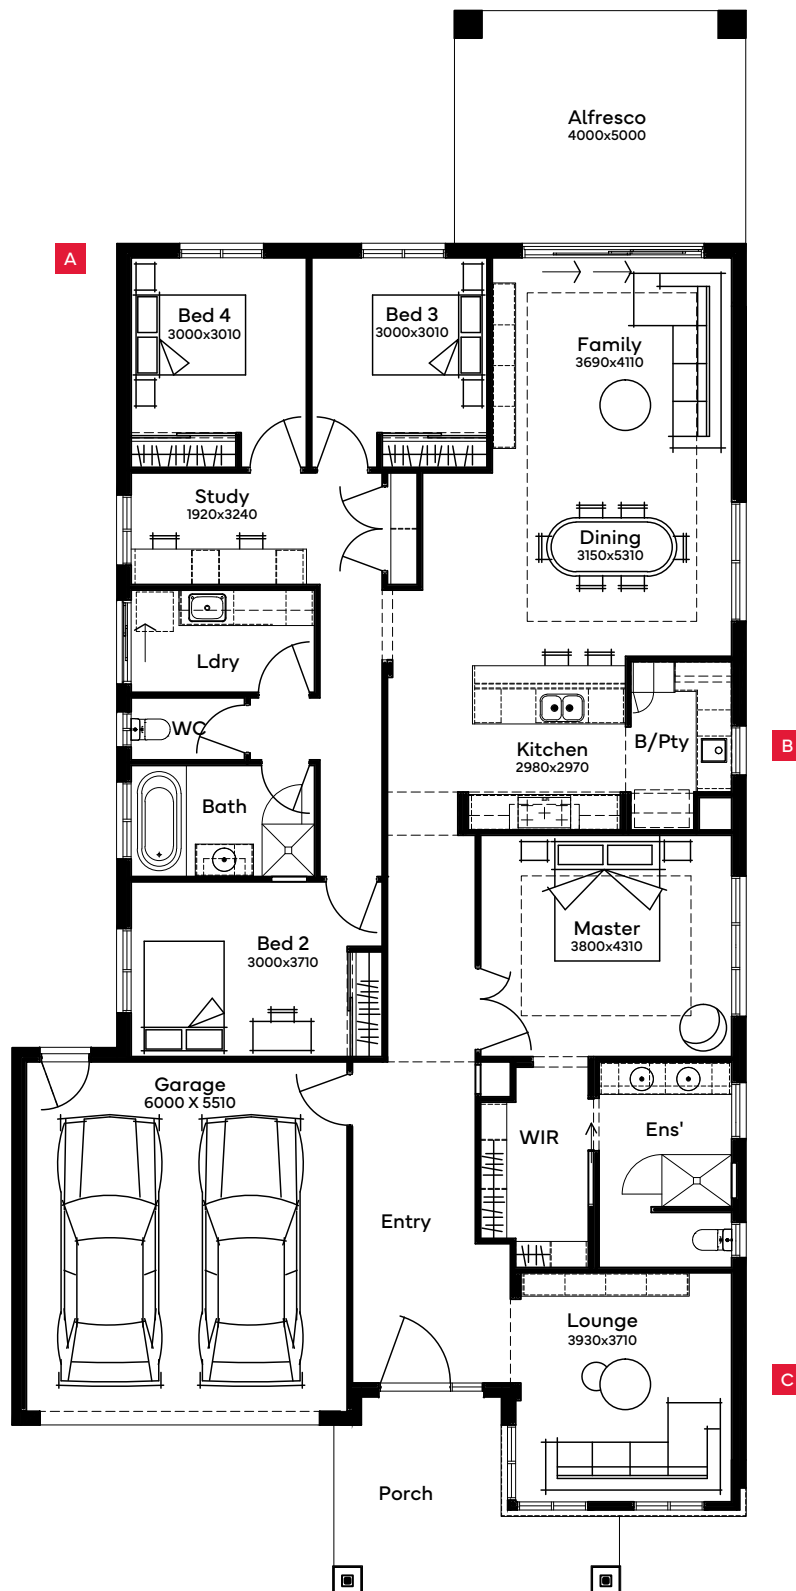 Alfresco
4000x5000
A
Bed 4
3000x3010
Bed 3
3000x3010
Family
3690x4110
Study
1920x3240
Dining
3150x5310
Ldry
WC
Kitchen
2980x2970
B/Pty
B
Bath
Master
3800x4310
Bed 2
3000x3710
Garage
6000 X 5510
WIR
Ens'
Entry
Lounge
3930x3710
C
Porch